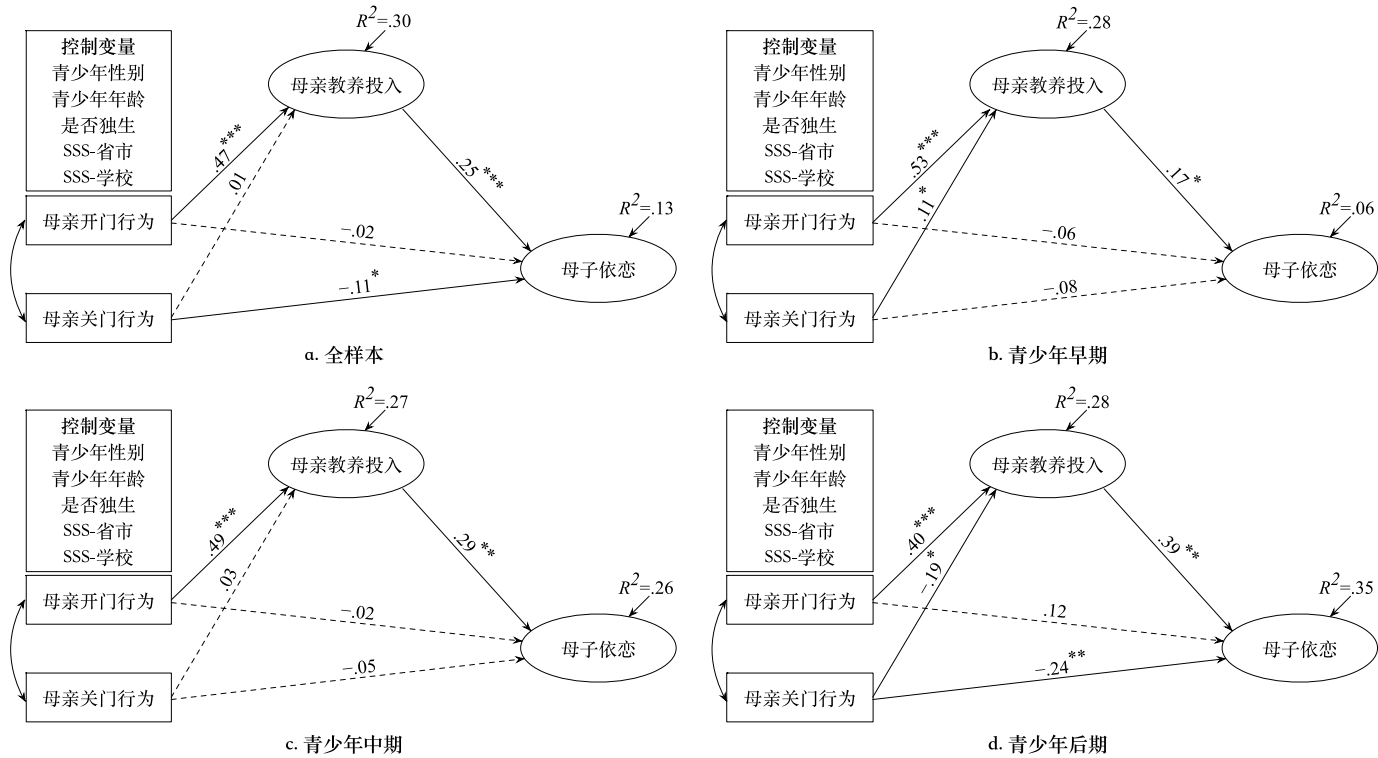 R²=.30
控制变量
青少年性别
青少年年龄
是否独生
SSS-省市
SSS-学校
母亲教养投入
.47***
.01
.25***
R²=.13
母亲开门行为
−.02
母子依恋
−.11*
母亲关门行为
a. 全样本
R²=.28
控制变量
青少年性别
青少年年龄
是否独生
SSS-省市
SSS-学校
母亲教养投入
.53***
.11*
.17*
R²=.06
母亲开门行为
−.06
母子依恋
−.08
母亲关门行为
b. 青少年早期
R²=.27
控制变量
青少年性别
青少年年龄
是否独生
SSS-省市
SSS-学校
母亲教养投入
.49***
.03
.29**
R²=.26
母亲开门行为
−.02
母子依恋
−.05
母亲关门行为
c. 青少年中期
R²=.28
控制变量
青少年性别
青少年年龄
是否独生
SSS-省市
SSS-学校
母亲教养投入
.40***
−.19*
.39**
R²=.35
母亲开门行为
.12
母子依恋
−.24**
母亲关门行为
d. 青少年后期